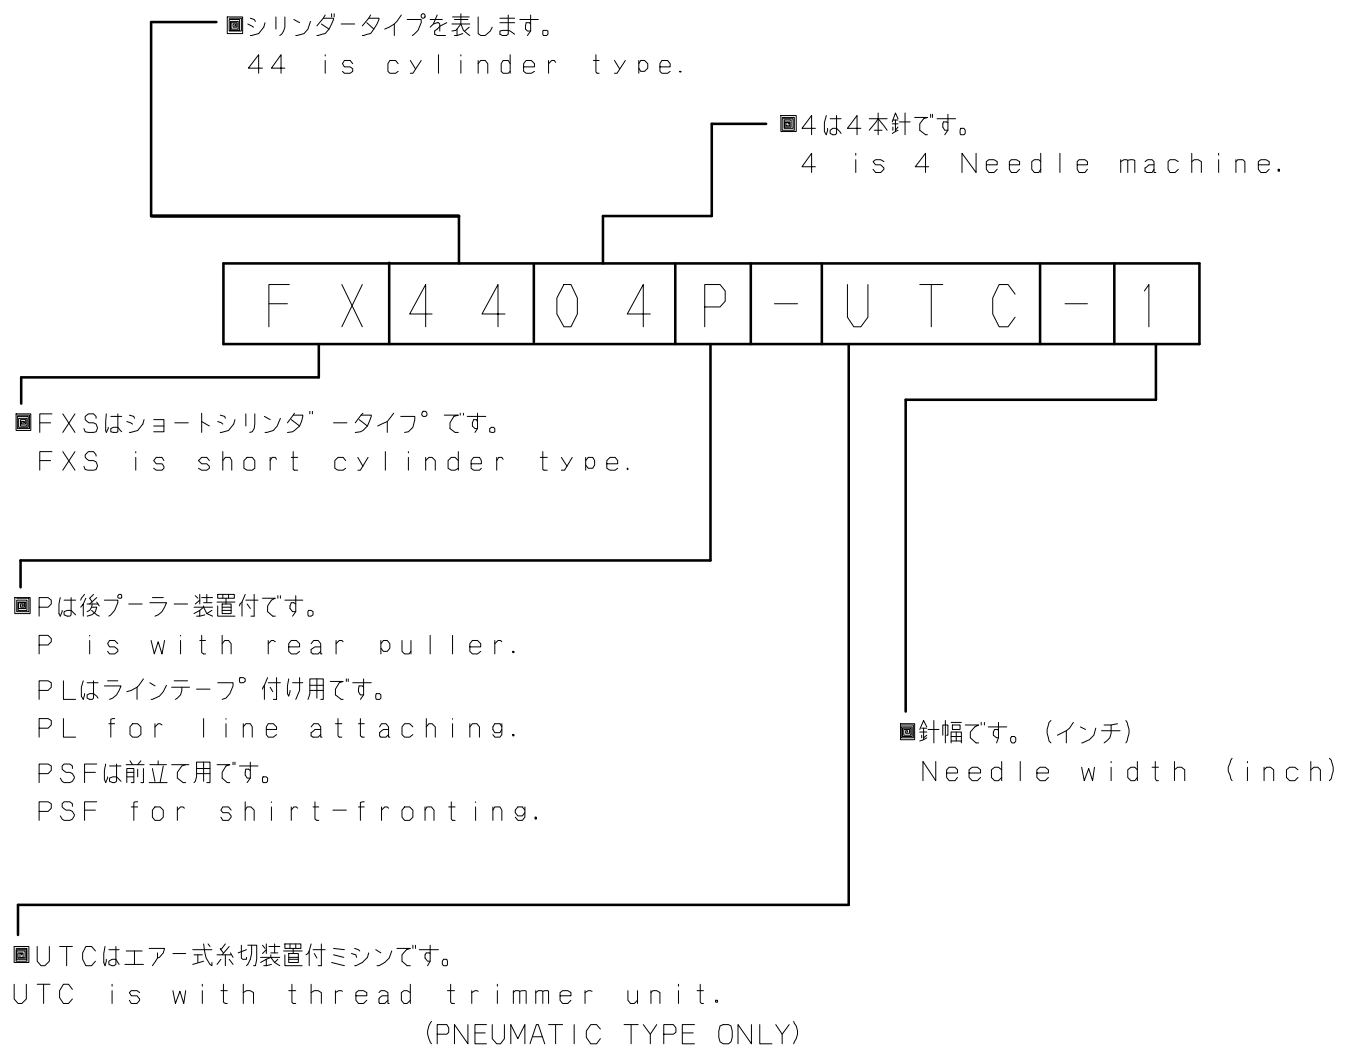 シリンダータイプを表します。
44 is cylinder type.
4は4本針です。
4 is 4 Needle machine.
FX4404P-UTC-1
FXSはショートシリンダ゛ータイプ゜です。
FXS is short cylinder type.
Pは後プーラー装置付です。
P is with rear puller.
PLはラインテープ゜付け用です。
PL for line attaching.
PSFは前立て用です。
PSF for shirt-fronting.
針幅です。(インチ)
Needle width (inch)
UTCはエアー式糸切装置付ミシンです。
UTC is with thread trimmer unit.
(PNEUMATIC TYPE ONLY)